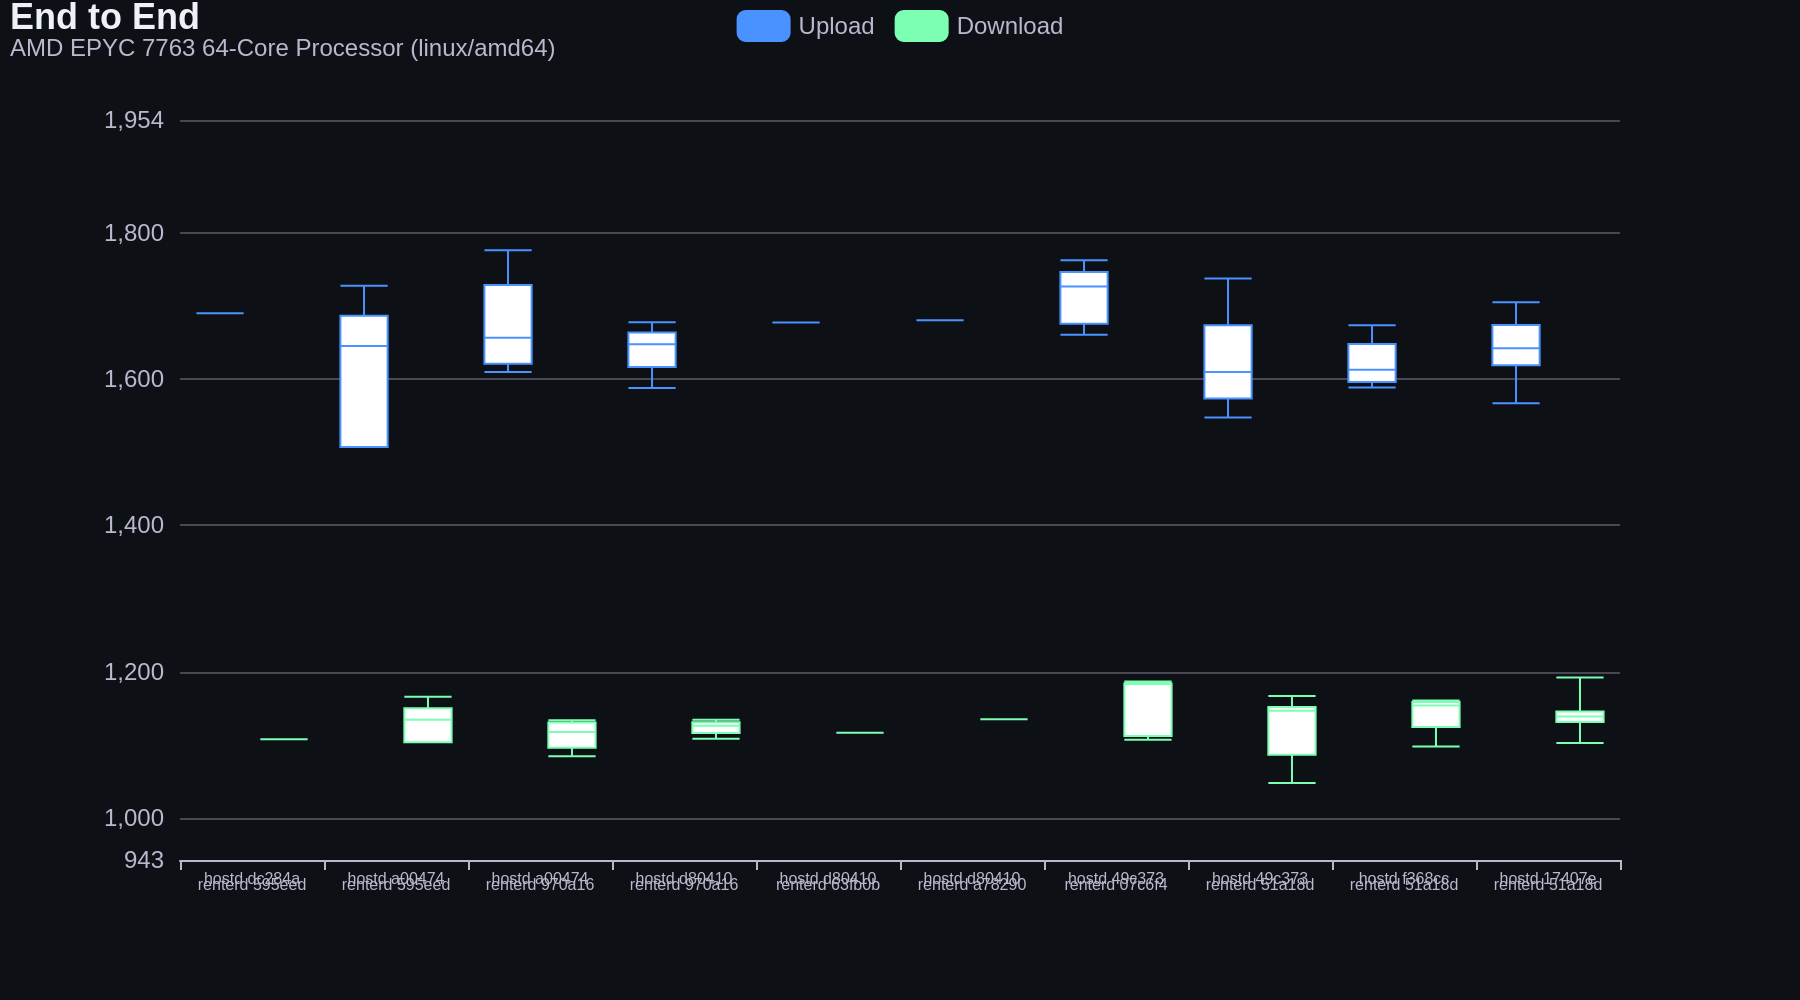 End to End
AMD EPYC 7763 64-Core Processor (linux/amd64)
Upload
Download
1,954
1,800
1,600
1,400
1,200
1,000
943
hostd dc284a
renterd 595eed
hostd a00474
renterd 595eed
hostd a00474
renterd 970a16
hostd d80410
renterd 970a16
hostd d80410
renterd 63fb0b
hostd d80410
renterd a78290
hostd 49c373
renterd 07c6f4
hostd 49c373
renterd 51a18d
hostd f368cc
renterd 51a18d
hostd 17407e
renterd 51a18d